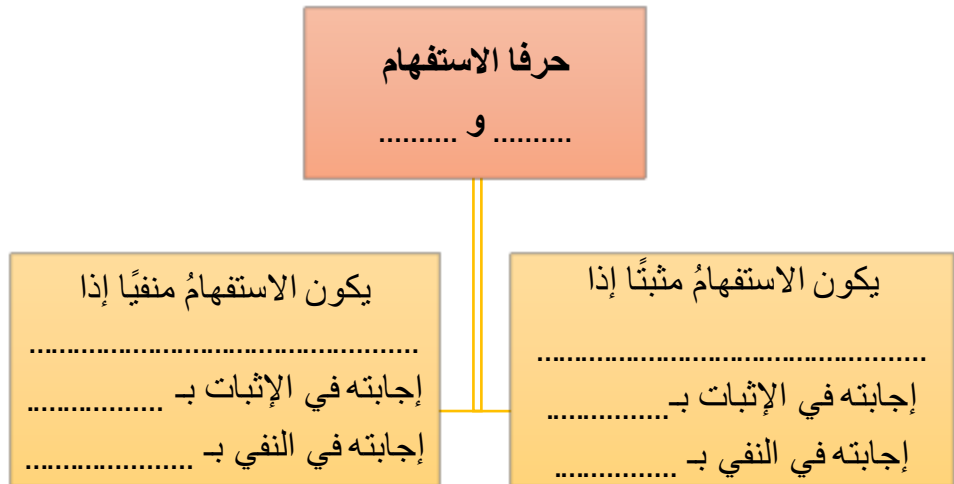 حرفا الاستفهام
.......... و ..........
يكون الاستفهامُ مثبتًا إذا
....................................................
إجابته في الإثبات بـ................
إجابته في النفي بـ ................
يكون الاستفهامُ منفيًا إذا
....................................................
إجابته في الإثبات بـ ..................
إجابته في النفي بـ ......................